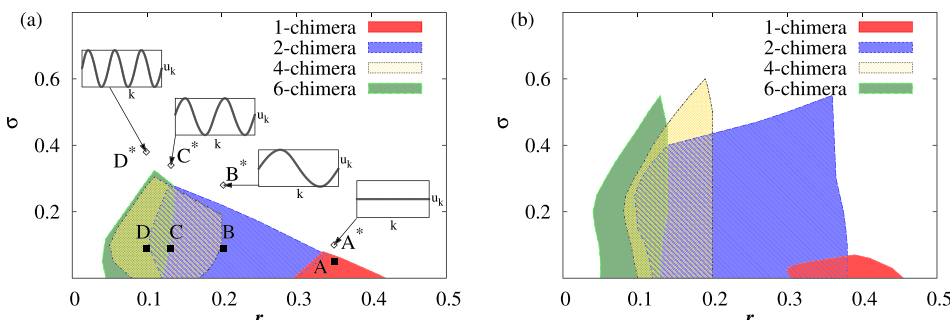 (a)
1-chimera
2-chimera
4-chimera
6-chimera
0.6
0.4
0.2
σ
0 0.1 0.2 0.3 0.4 0.5
r
u_k
k
u_k
k
u_k
k
u_k
k
D*
C*
B*
A*
D C B
A
(b)
1-chimera
2-chimera
4-chimera
6-chimera
0.6
0.4
0.2
σ
0 0.1 0.2 0.3 0.4 0.5
r